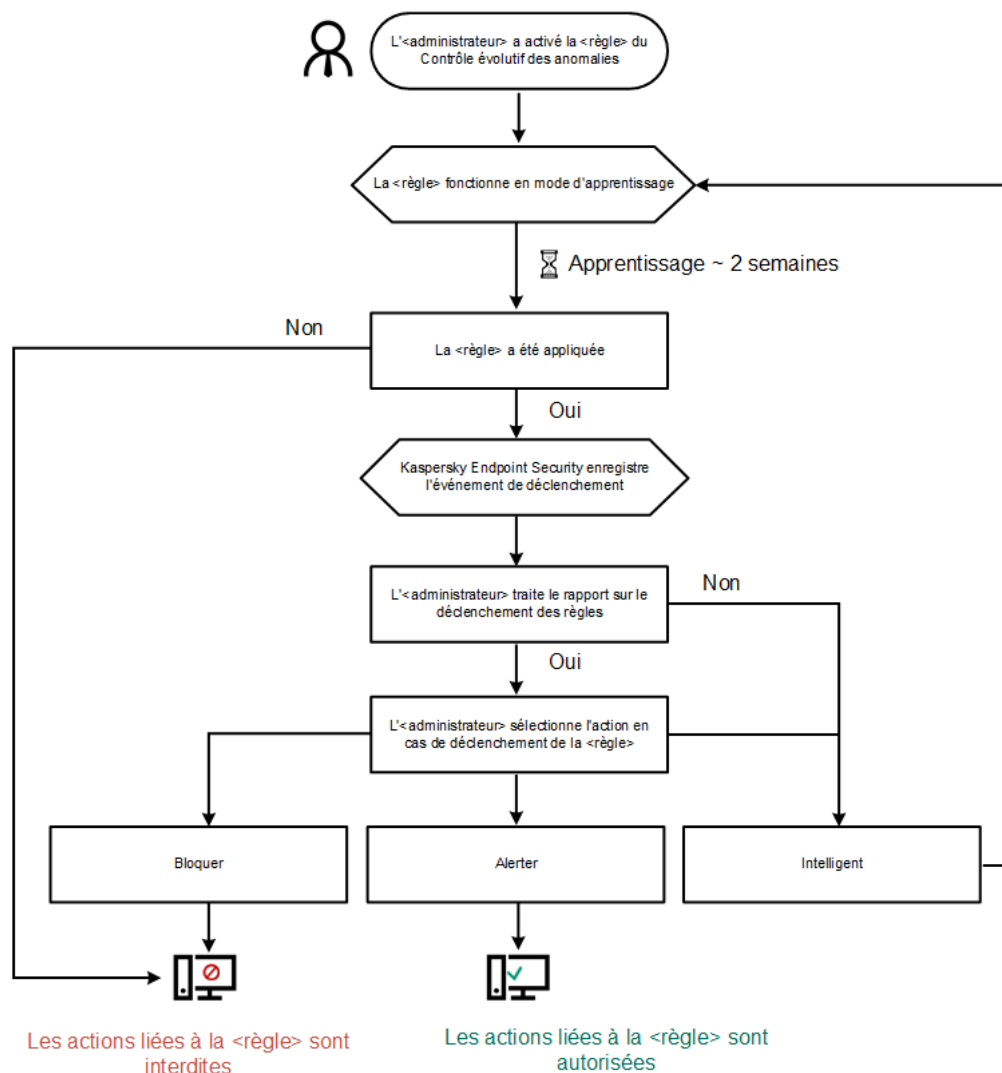 L'<administrateur> a activé la <règle> du
Contrôle évolutif des anomalies
La <règle> fonctionne en mode d'apprentissage
Apprentissage ~ 2 semaines
Non
La <règle> a été appliquée
Oui
Kaspersky Endpoint Security enregistre
l'événement de déclenchement
L'<administrateur> traite le rapport sur le
déclenchement des règles
Non
Oui
L'<administrateur> sélectionne l'action en
cas de déclenchement de la <règle>
Bloquer
Alerter
Intelligent
Les actions liées à la <règle> sont
interdites
Les actions liées à la <règle> sont
autorisées